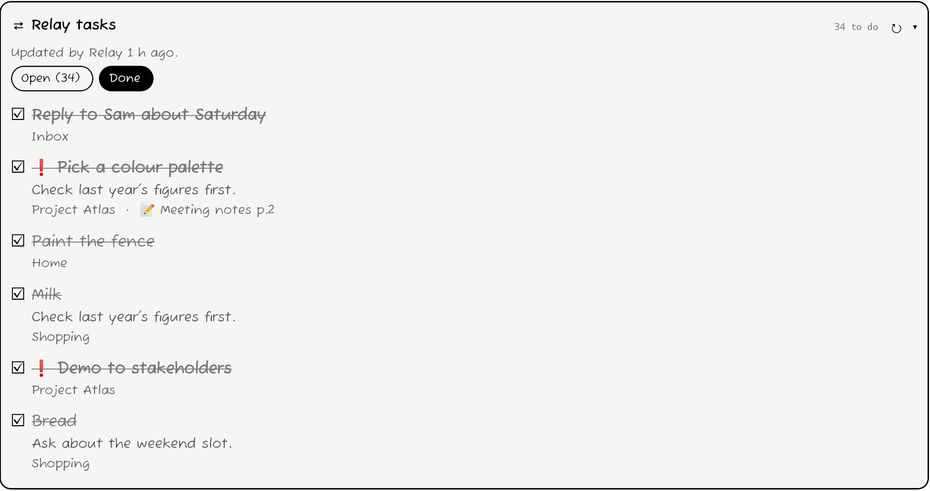 ⇄ Relay tasks
34 to do ↻ ▾
Updated by Relay 1 h ago.
Open (34) Done
Reply to Sam about Saturday
Inbox
❗ Pick a colour palette
Check last year's figures first.
Project Atlas · 📝 Meeting notes p.2
Paint the fence
Home
Milk
Check last year's figures first.
Shopping
❗ Demo to stakeholders
Project Atlas
Bread
Ask about the weekend slot.
Shopping